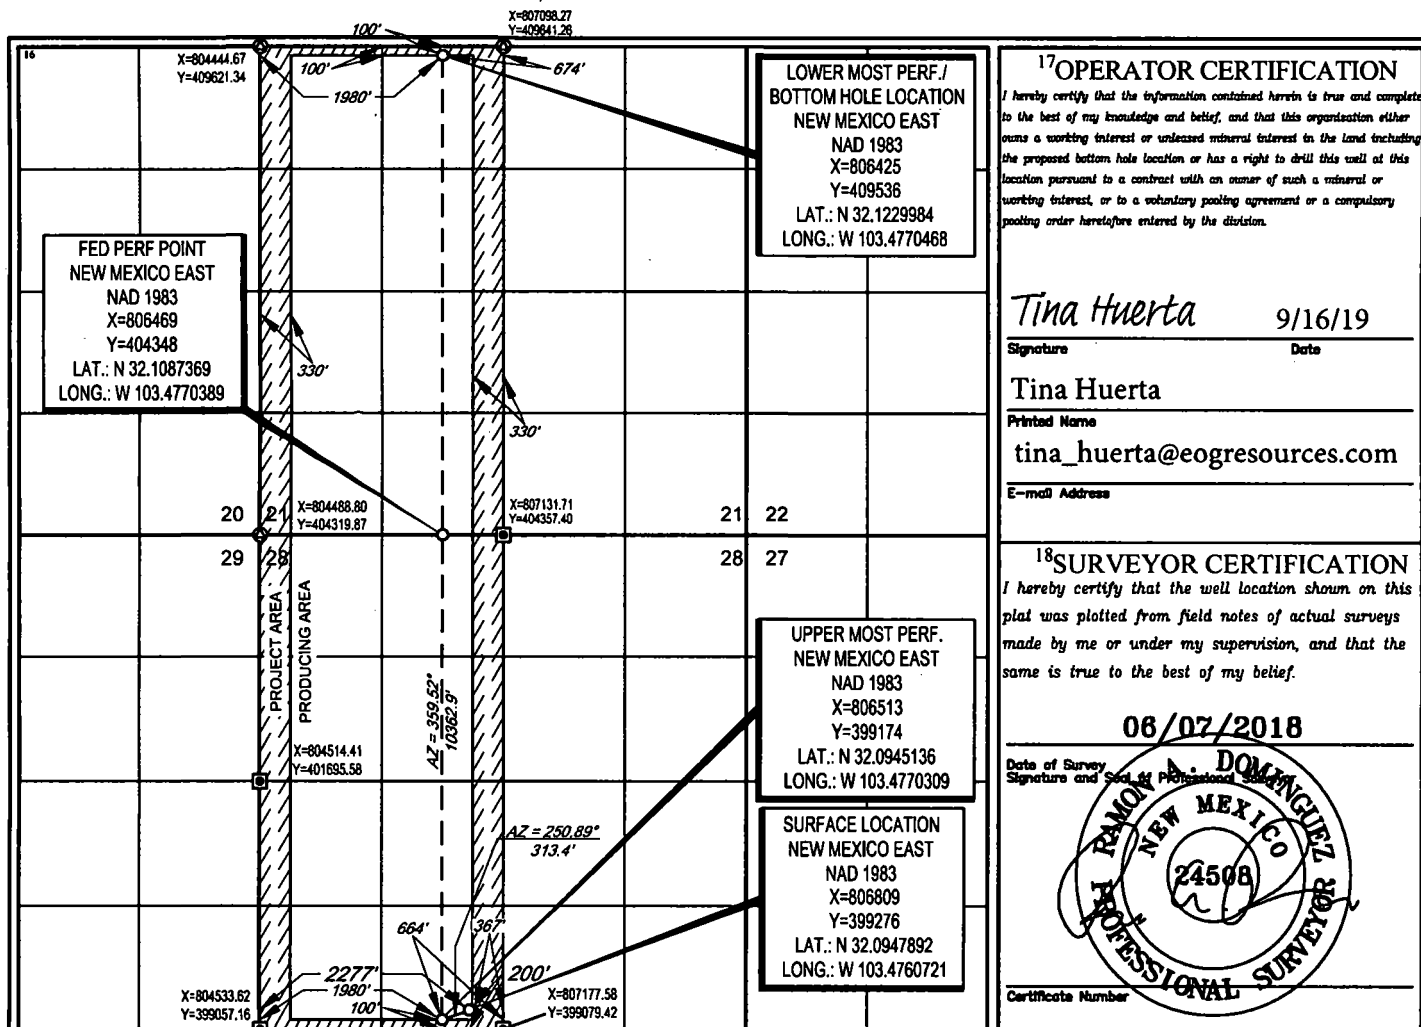 16
X=804444.67
Y=409621.34
100'
100'
1980'
X=807098.27
Y=409641.26
674'
LOWER MOST PERF./
BOTTOM HOLE LOCATION
NEW MEXICO EAST
NAD 1983
X=806425
Y=409536
LAT.: N 32.1229984
LONG.: W 103.4770468
FED PERF POINT
NEW MEXICO EAST
NAD 1983
X=806469
Y=404348
LAT.: N 32.1087369
LONG.: W 103.4770389
330'
330'
20 21
X=804488.80
Y=404319.87
X=807131.71
Y=404357.40
21 22
29 28
28 27
PROJECT AREA
PRODUCING AREA
AZ = 359.52°
10362.9'
X=804514.41
Y=401695.58
UPPER MOST PERF.
NEW MEXICO EAST
NAD 1983
X=806513
Y=399174
LAT.: N 32.0945136
LONG.: W 103.4770309
AZ = 250.89°
313.4'
SURFACE LOCATION
NEW MEXICO EAST
NAD 1983
X=806809
Y=399276
LAT.: N 32.0947892
LONG.: W 103.4760721
664'
367'
2277'
200'
1980'
100'
X=804533.62
Y=399057.16
X=807177.58
Y=399079.42
17 OPERATOR CERTIFICATION
I hereby certify that the information contained herein is true and complete
to the best of my knowledge and belief, and that this organization either
owns a working interest or unleased mineral interest in the land including
the proposed bottom hole location or has a right to drill this well at this
location pursuant to a contract with an owner of such a mineral or
working interest, or to a voluntary pooling agreement or a compulsory
pooling order heretofore entered by the division.
Tina Huerta 9/16/19
Signature Date
Tina Huerta
Printed Name
tina_huerta@eogresources.com
E-mail Address
18 SURVEYOR CERTIFICATION
I hereby certify that the well location shown on this
plat was plotted from field notes of actual surveys
made by me or under my supervision, and that the
same is true to the best of my belief.
06/07/2018
Date of Survey
Signature and Seal of Professional Surveyor
RAMON A. DOMINGUEZ
NEW MEXICO
24508
PROFESSIONAL SURVEYOR
Certificate Number